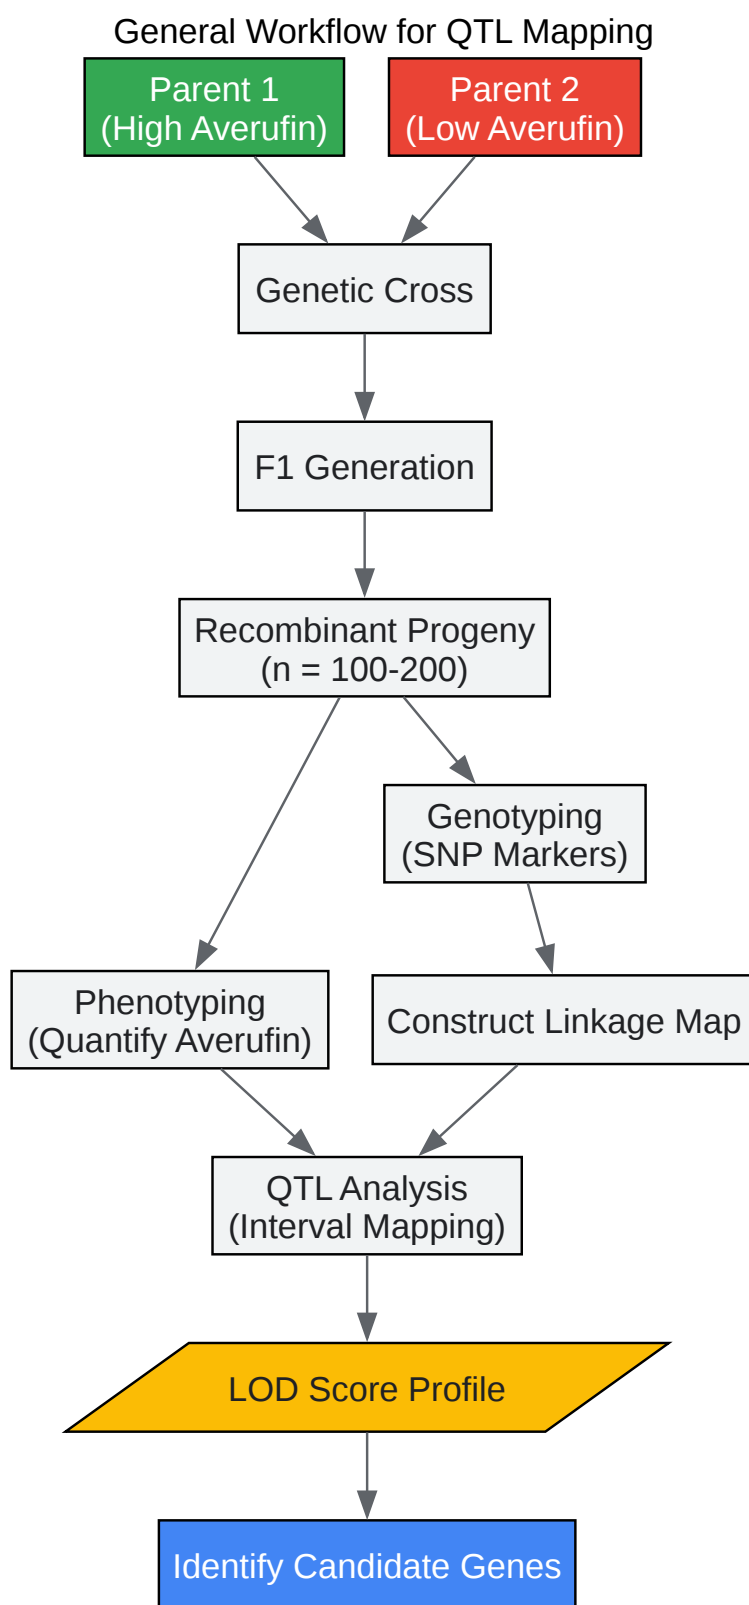 General Workflow for QTL Mapping
Parent 1
(High Averufin)
Parent 2
(Low Averufin)
Genetic Cross
F1 Generation
Recombinant Progeny
(n = 100-200)
Genotyping
(SNP Markers)
Phenotyping
(Quantify Averufin)
Construct Linkage Map
QTL Analysis
(Interval Mapping)
LOD Score Profile
Identify Candidate Genes